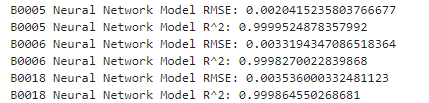 B0005 Neural Network Model RMSE: 0.0020415235803766677
B0005 Neural Network Model R^2: 0.9999524878357992
B0006 Neural Network Model RMSE: 0.0033194347086518364
B0006 Neural Network Model R^2: 0.9998270022839868
B0018 Neural Network Model RMSE: 0.003536000332481123
B0018 Neural Network Model R^2: 0.999864550268681